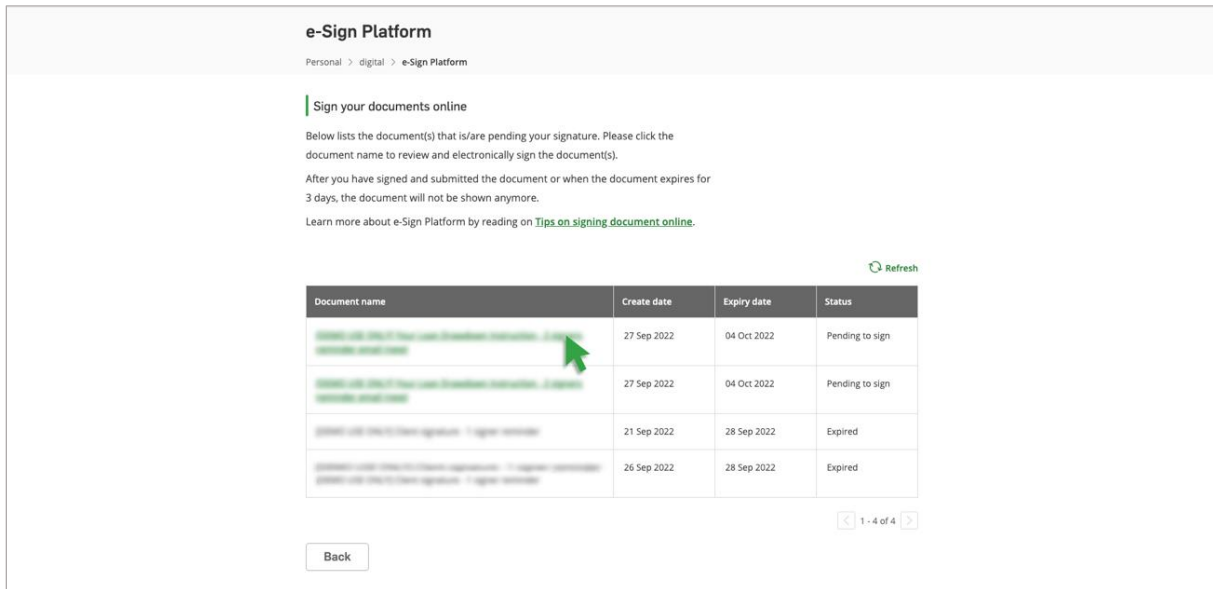 e-Sign Platform
Personal > digital > e-Sign Platform
Sign your documents online
Below lists the document(s) that is/are pending your signature. Please click the
document name to review and electronically sign the document(s).
After you have signed and submitted the document or when the document expires for
3 days, the document will not be shown anymore.
Learn more about e-Sign Platform by reading on Tips on signing document online.
Refresh
Document name Create date Expiry date Status
27 Sep 2022 04 Oct 2022 Pending to sign
27 Sep 2022 04 Oct 2022 Pending to sign
21 Sep 2022 28 Sep 2022 Expired
26 Sep 2022 28 Sep 2022 Expired
< 1 - 4 of 4 >
Back